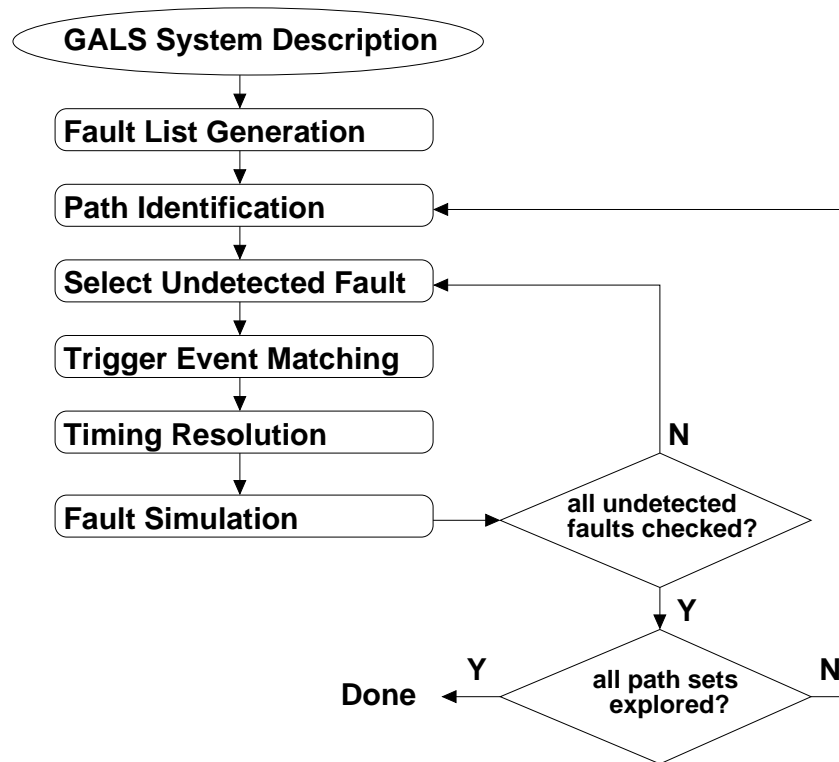 GALS System Description
Fault List Generation
Path Identification
Select Undetected Fault
Trigger Event Matching
Timing Resolution
N
Fault Simulation
all undetected
faults checked?
Y
Y
N
all path sets
explored?
Done